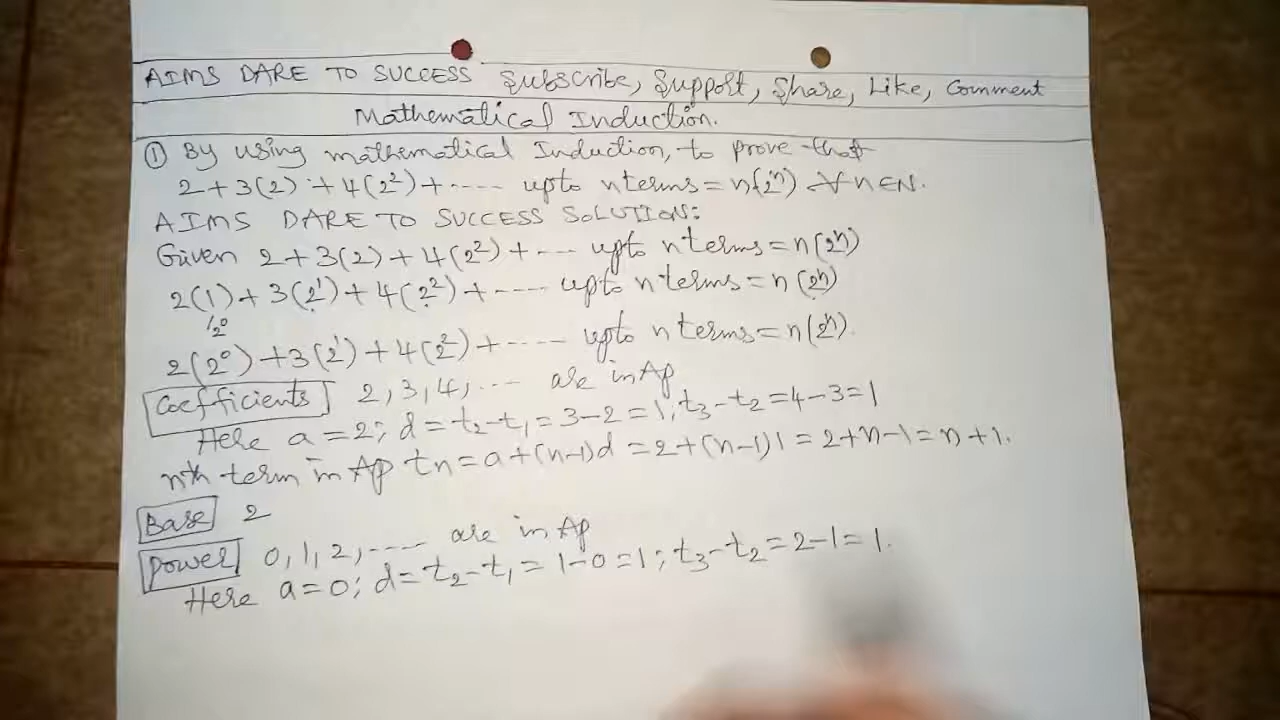 AIMS DARE TO SUCCESS Subscribe, Support, Share, Like, Comment
Mathematical Induction.
① By using mathematical Induction, to prove that
2+3(2)+4(2²)+..... upto n terms = n(2ⁿ) ∀ n∈N.
AIMS DARE TO SUCCESS SOLUTION:
Given 2+3(2)+4(2²)+.... upto n terms = n(2ⁿ)
2(1)+3(2¹)+4(2²)+..... upto n terms = n(2ⁿ)
2⁰
2(2⁰)+3(2¹)+4(2²)+..... upto n terms = n(2ⁿ).
Coefficients 2,3,4,.... are in Ap
Here a=2; d=t₂-t₁=3-2=1; t₃-t₂=4-3=1
nth term in Ap tn=a+(n-1)d=2+(n-1)1=2+n-1=n+1.
Base 2
Power 0,1,2,..... are in Ap
Here a=0; d=t₂-t₁=1-0=1; t₃-t₂=2-1=1.